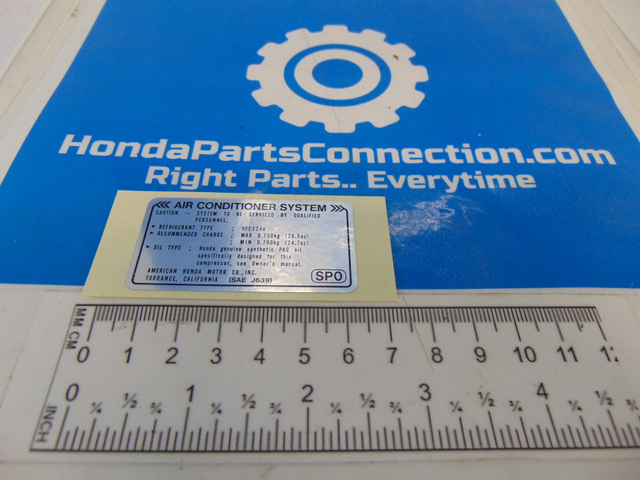 HondaPartsConnection.com
Right Parts.. Everytime
<<< AIR CONDITIONER SYSTEM >>>
CAUTION - SYSTEM TO BE SERVICED BY QUALIFIED
PERSONNEL.
• REFRIGERANT TYPE : HFC134a
• RECOMMENDED CHARGE : MAX 0.750kg (26.5oz)
: MIN 0.700kg (24.7oz)
• OIL TYPE : Honda genuine synthetic PAG oil
specifically designed for this
compressor, see Owner's manual.
AMERICAN HONDA MOTOR CO., INC.
TORRANCE, CALIFORNIA (SAE J639) SPO
MM CM
0 1 2 3 4 5 6 7 8 9 10 11
0 1 2 3 4
¼ ½ ¾ ¼ ½ ¾ ¼ ½ ¾ ¼ ½ ¾ ¼ ½ ¾
INCH